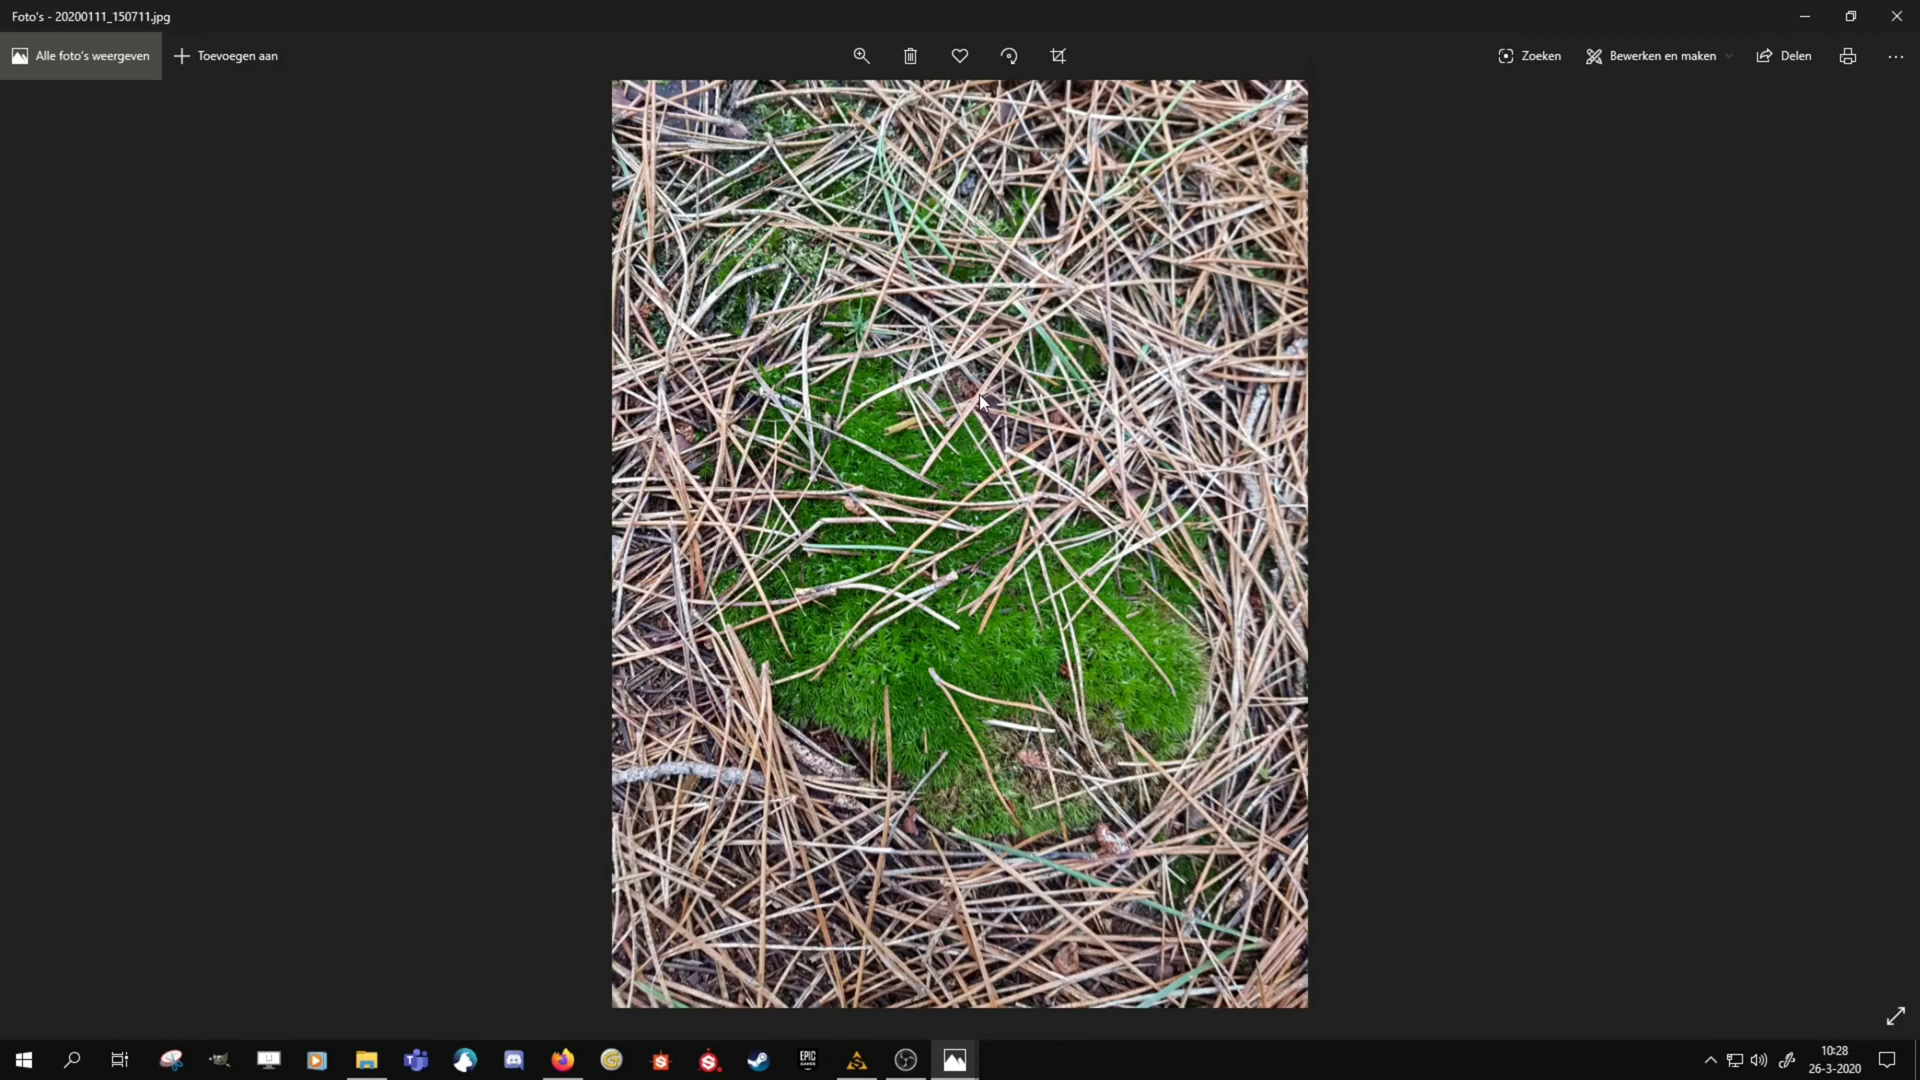 Foto's - 20200111_150711.jpg
Alle foto's weergeven
Toevoegen aan
Zoeken
Bewerken en maken
Delen
EPIC
GAMES
10:28
26-3-2020